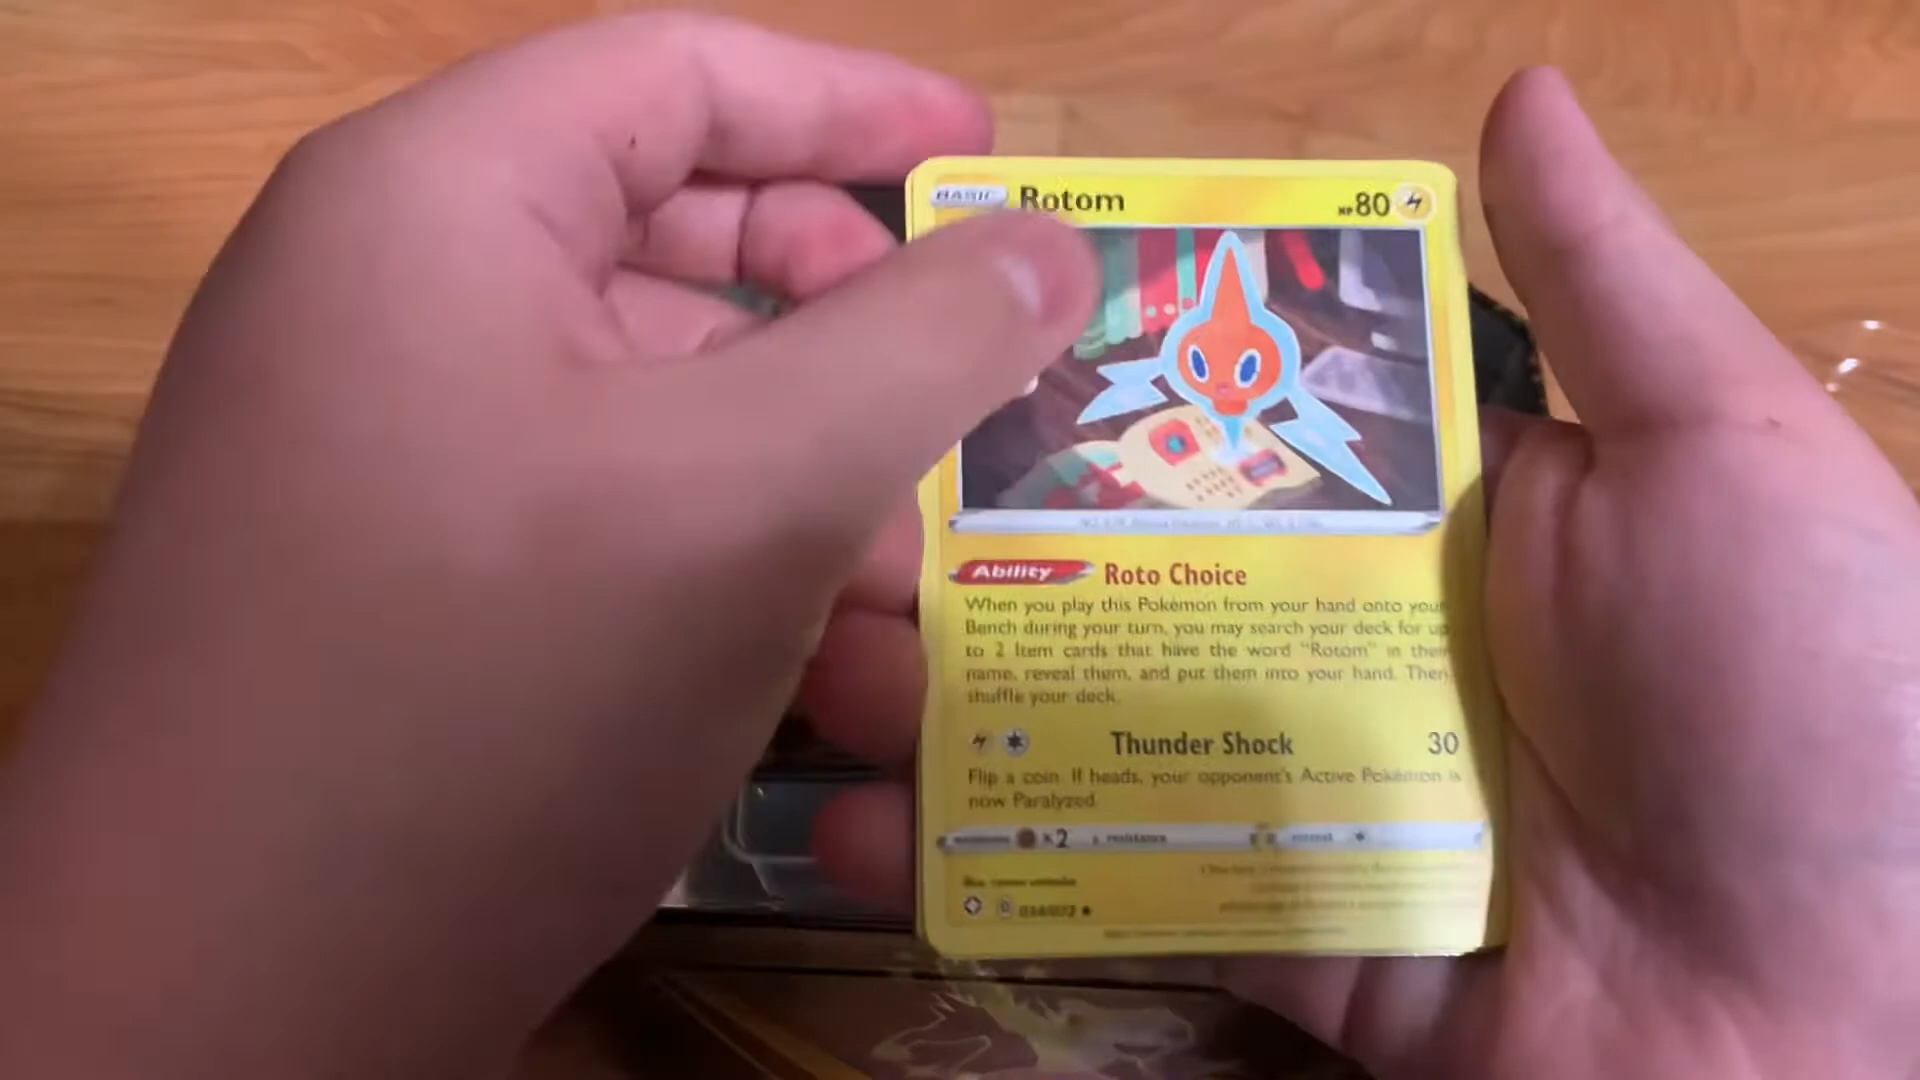 BASIC Rotom HP80
Ability Roto Choice
When you play this Pokémon from your hand onto your
Bench during your turn, you may search your deck for up
to 2 Item cards that have the word "Rotom" in their
name, reveal them, and put them into your hand. Then,
shuffle your deck.
Thunder Shock 30
Flip a coin. If heads, your opponent's Active Pokémon is
now Paralyzed.
weakness ×2 resistance retreat